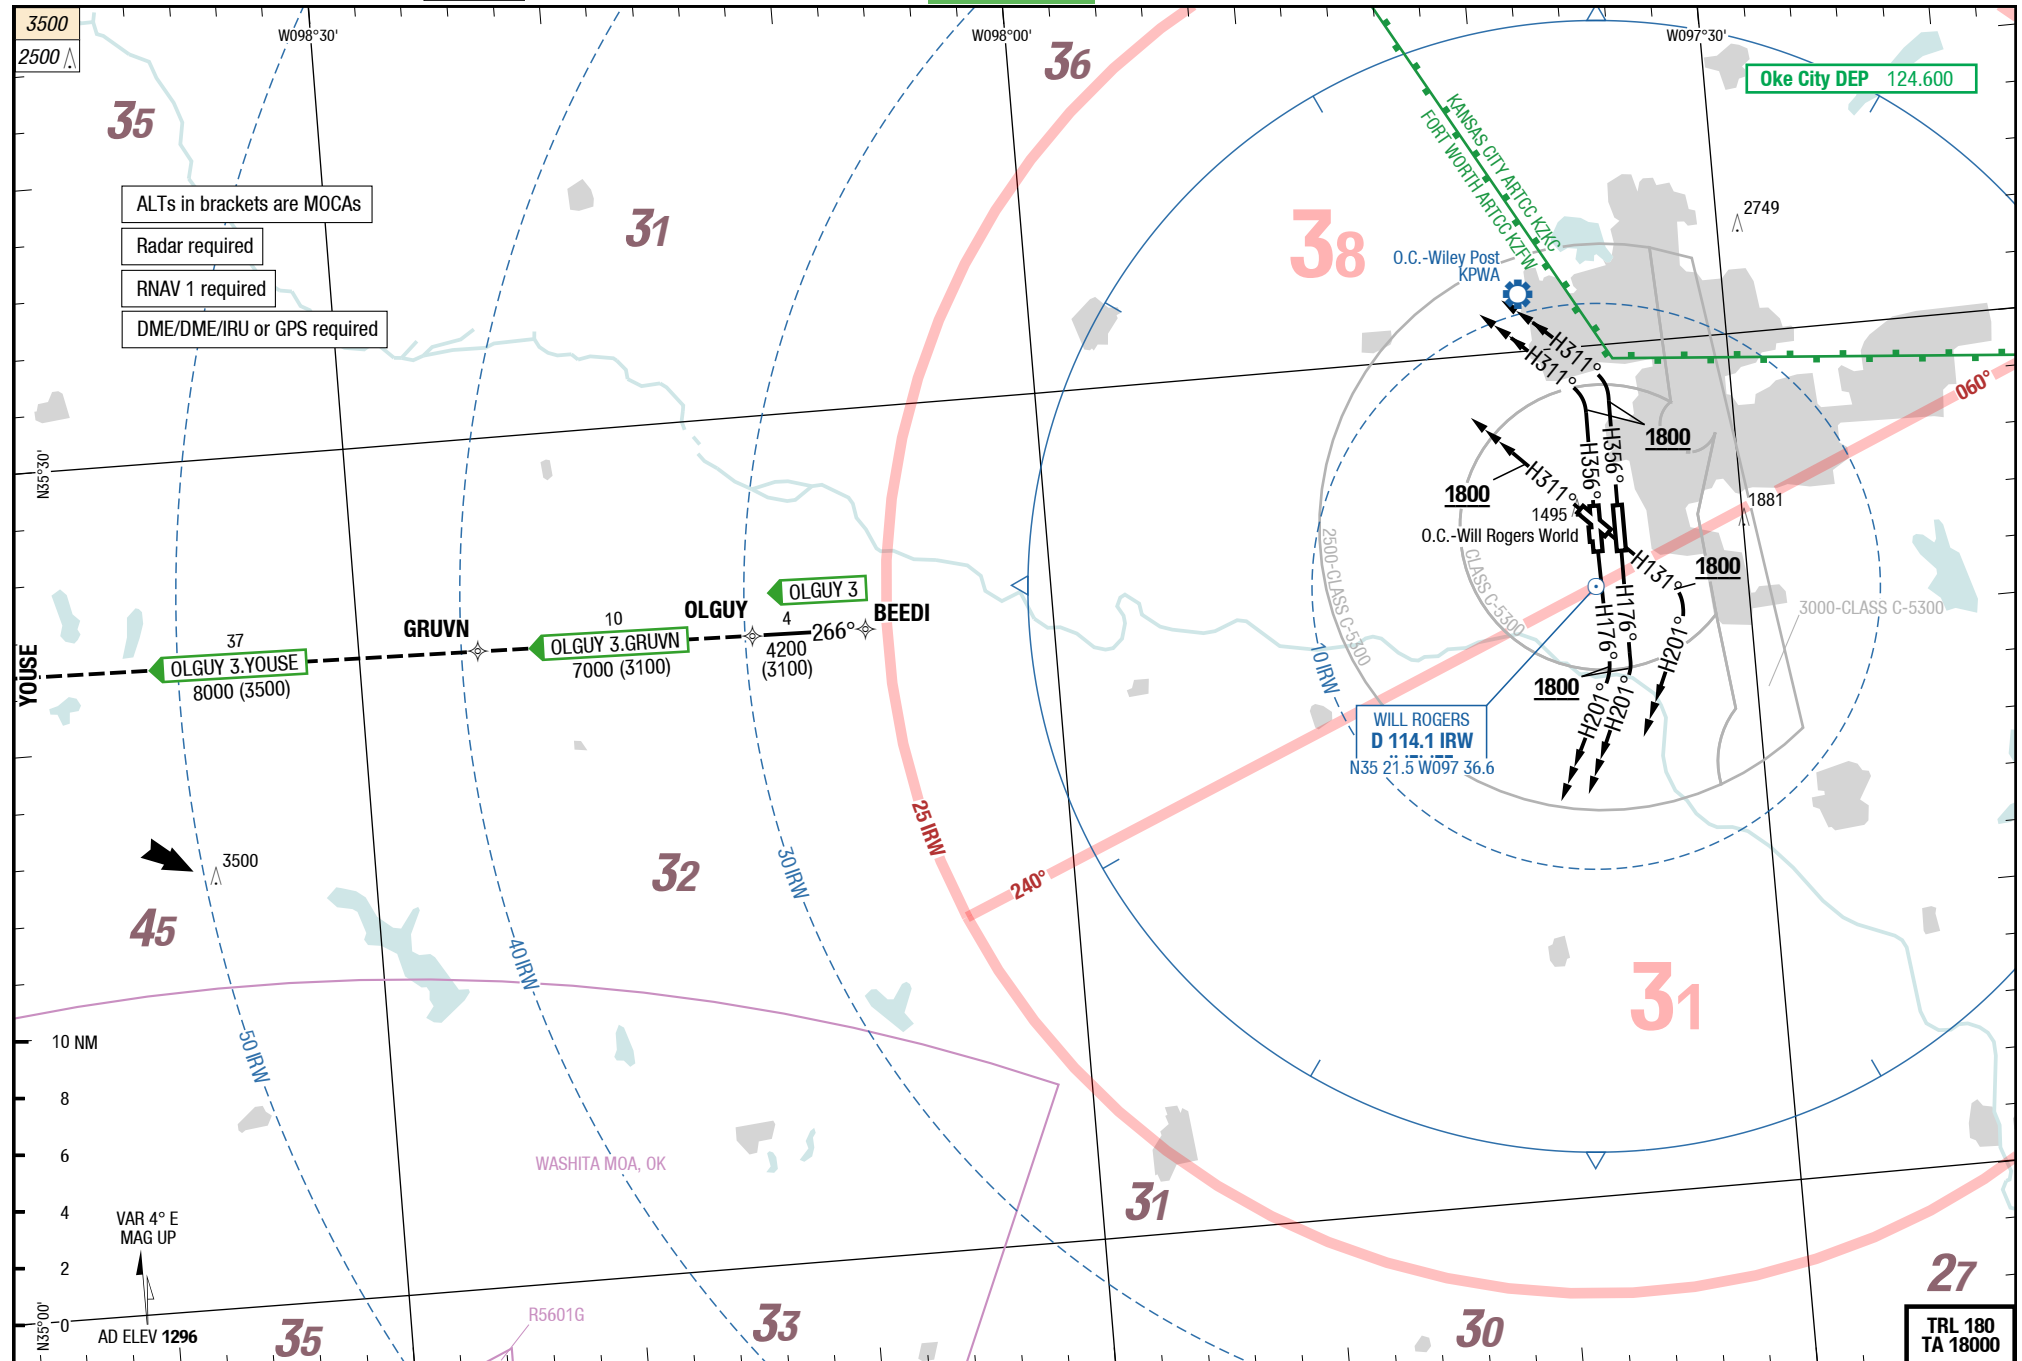 3500
2500
W098°30'
W098°00'
W097°30'
36
35
Oke City DEP 124.600
KANSAS CITY ARTCC KZKC
FORT WORTH ARTCC KZFW
ALTs in brackets are MOCAs
Radar required
RNAV 1 required
DME/DME/IRU or GPS required
31
38
2749
O.C.-Wiley Post
KPWA
H311°
H311°
060°
1800
H356°
H356°
N35°30'
H311°
1800
1495
1881
O.C.-Will Rogers World
H131°
1800
2500-CLASS C-5300
CLASS C-5300
3000-CLASS C-5300
OLGUY 3
OLGUY
BEEDI
4
266°
4200
(3100)
10
OLGUY 3.GRUVN
7000 (3100)
GRUVN
37
OLGUY 3.YOUSE
8000 (3500)
YOUSE
H176°
H176°
H201°
1800
H201°
H201°
10 IRW
WILL ROGERS
D 114.1 IRW
N35 21.5 W097 36.6
25 IRW
30 IRW
40 IRW
50 IRW
240°
3500
32
45
31
10 NM
8
6
4
2
0
WASHITA MOA, OK
31
VAR 4° E
MAG UP
27
N35°00'
AD ELEV 1296
35
R5601G
33
30
TRL 180
TA 18000